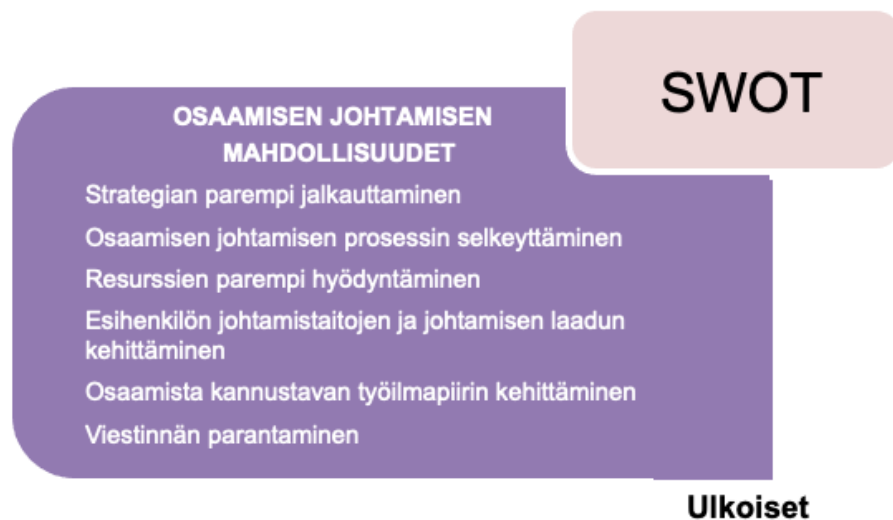 SWOT
OSAAMISEN JOHTAMISEN
MAHDOLLISUUDET
Strategian parempi jalkauttaminen
Osaamisen johtamisen prosessin selkeyttäminen
Resurssien parempi hyödyntäminen
Esihenkilön johtamistaitojen ja johtamisen laadun
kehittäminen
Osaamista kannustavan työilmapiirin kehittäminen
Viestinnän parantaminen
Ulkoiset